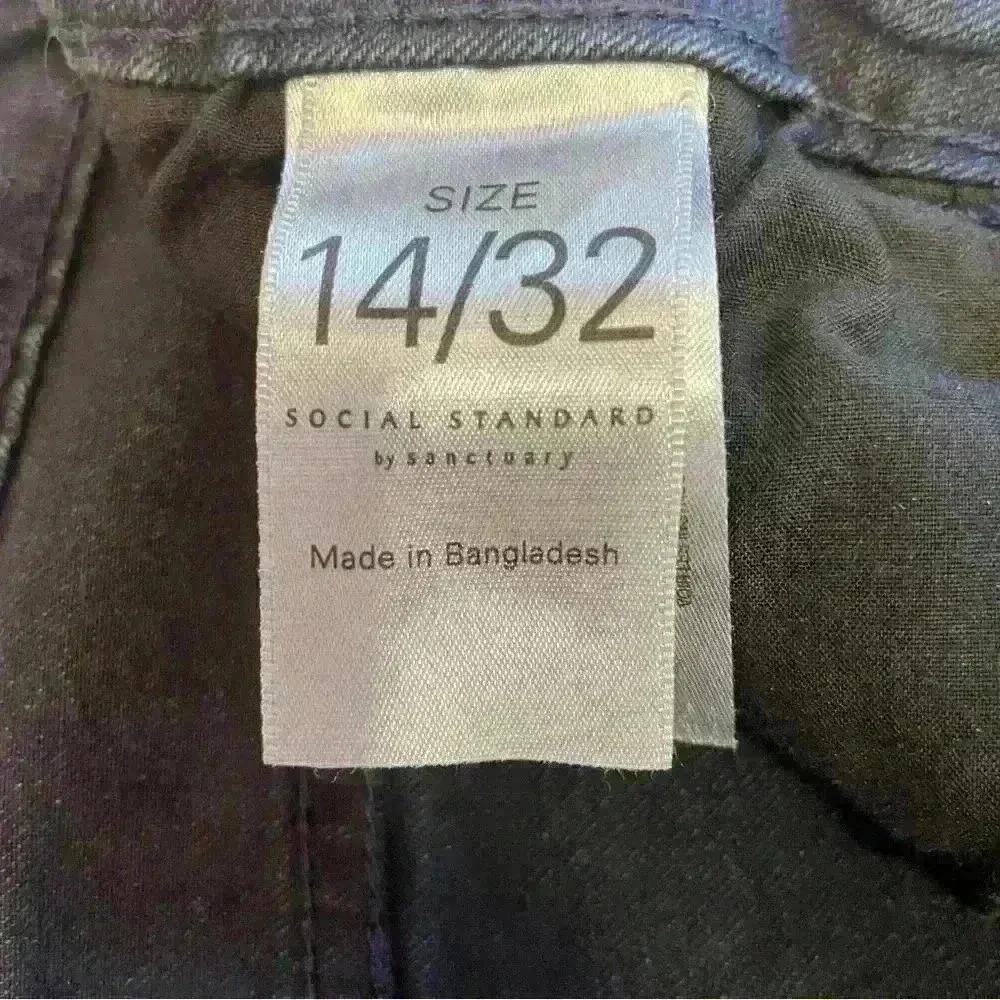 SIZE
14/32
SOCIAL STANDARD
by sanctuary
Made in Bangladesh